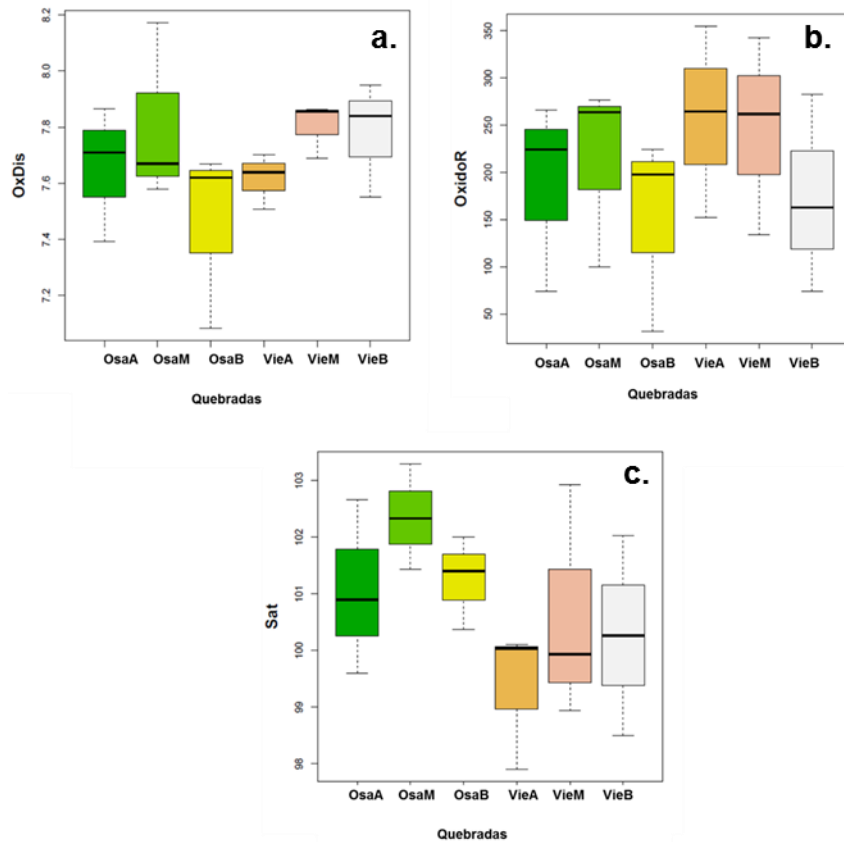 a.
OxDis
8.2
8.0
7.8
7.6
7.4
7.2
OsaA OsaM OsaB VieA VieM VieB
Quebradas
b.
OxidoR
350
300
250
200
150
100
50
OsaA OsaM OsaB VieA VieM VieB
Quebradas
c.
Sat
103
102
101
100
99
98
OsaA OsaM OsaB VieA VieM VieB
Quebradas